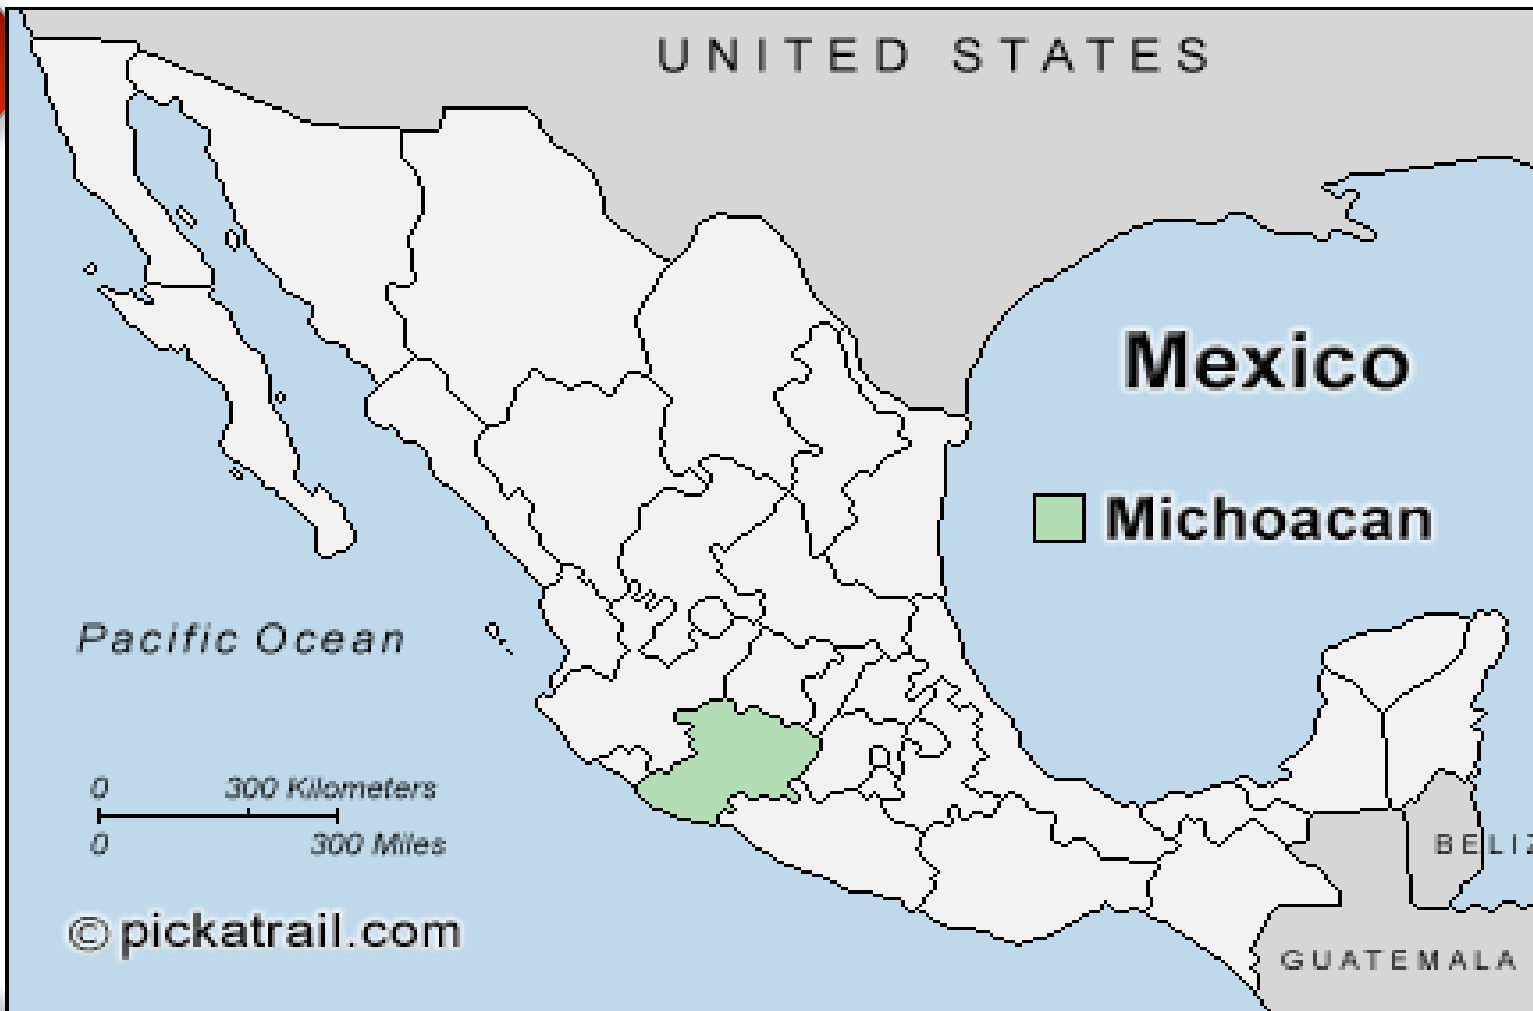 UNITED STATES
Mexico
Michoacan
Pacific Ocean
0 300 Kilometers
0 300 Miles
BELIZ
© pickatrail.com
GUATEMALA